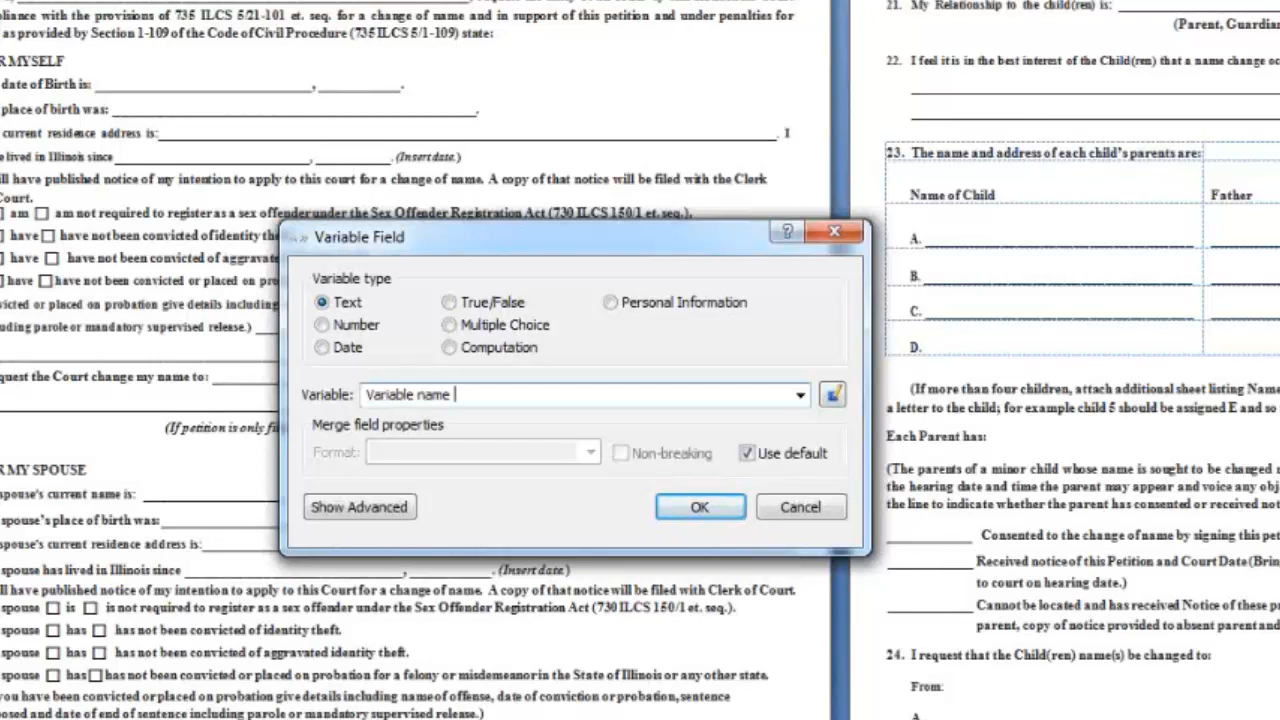 pliance with the provisions of 735 ILCS 5/21-101 et. seq. for a change of name and in support of this petition and under penalties for
as provided by Section 1-109 of the Code of Civil Procedure (735 ILCS 5/1-109) state:
R MYSELF
date of Birth is: , .
place of birth was: .
current residence address is: . I
e lived in Illinois since , . (Insert date.)
ll have published notice of my intention to apply to this court for a change of name. A copy of that notice will be filed with the Clerk
Court.
am am not required to register as a sex offender under the Sex Offender Registration Act (730 ILCS 150/1 et. seq.).
have have not been convicted of identity the
have have not been convicted of aggravate
have have not been convicted or placed on pro
victed or placed on probation give details including
uding parole or mandatory supervised release.)
quest the Court change my name to:
(If petition is only fi
R MY SPOUSE
spouse's current name is:
spouse's place of birth was:
spouse's current residence address is:
spouse has lived in Illinois since , . (Insert date)
ll have published notice of my intention to apply to this Court for a change of name. A copy of that notice will be filed with Clerk of Court.
spouse is is not required to register as a sex offender under the Sex Offender Registration Act (730 ILCS 150/1 et. seq.).
spouse has has not been convicted of identity theft.
spouse has has not been convicted of aggravated identity theft.
spouse has has not been convicted or placed on probation for a felony or misdemeanor in the State of Illinois or any other state.
you have been convicted or placed on probation give details including name of offense, date of conviction or probation, sentence
posed and date of end of sentence including parole or mandatory supervised release.)
Variable Field
Variable type
Text True/False Personal Information
Number Multiple Choice
Date Computation
Variable: Variable name
Merge field properties
Format: Non-breaking Use default
Show Advanced OK Cancel
21. My Relationship to the child(ren) is:
(Parent, Guardian
22. I feel it is in the best interest of the Child(ren) that a name change oc
23. The name and address of each child's parents are:
Name of Child Father
A.
B.
C.
D.
(If more than four children, attach additional sheet listing Name
a letter to the child; for example child 5 should be assigned E and so
Each Parent has:
(The parents of a minor child whose name is sought to be changed m
the hearing date and time the parent may appear and voice any obj
the line to indicate whether the parent has consented or received not
Consented to the change of name by signing this pet
Received notice of this Petition and Court Date (Brin
to court on hearing date.)
Cannot be located and has received Notice of these p
parent, copy of notice provided to absent parent and
24. I request that the Child(ren) name(s) be changed to:
From:
A.